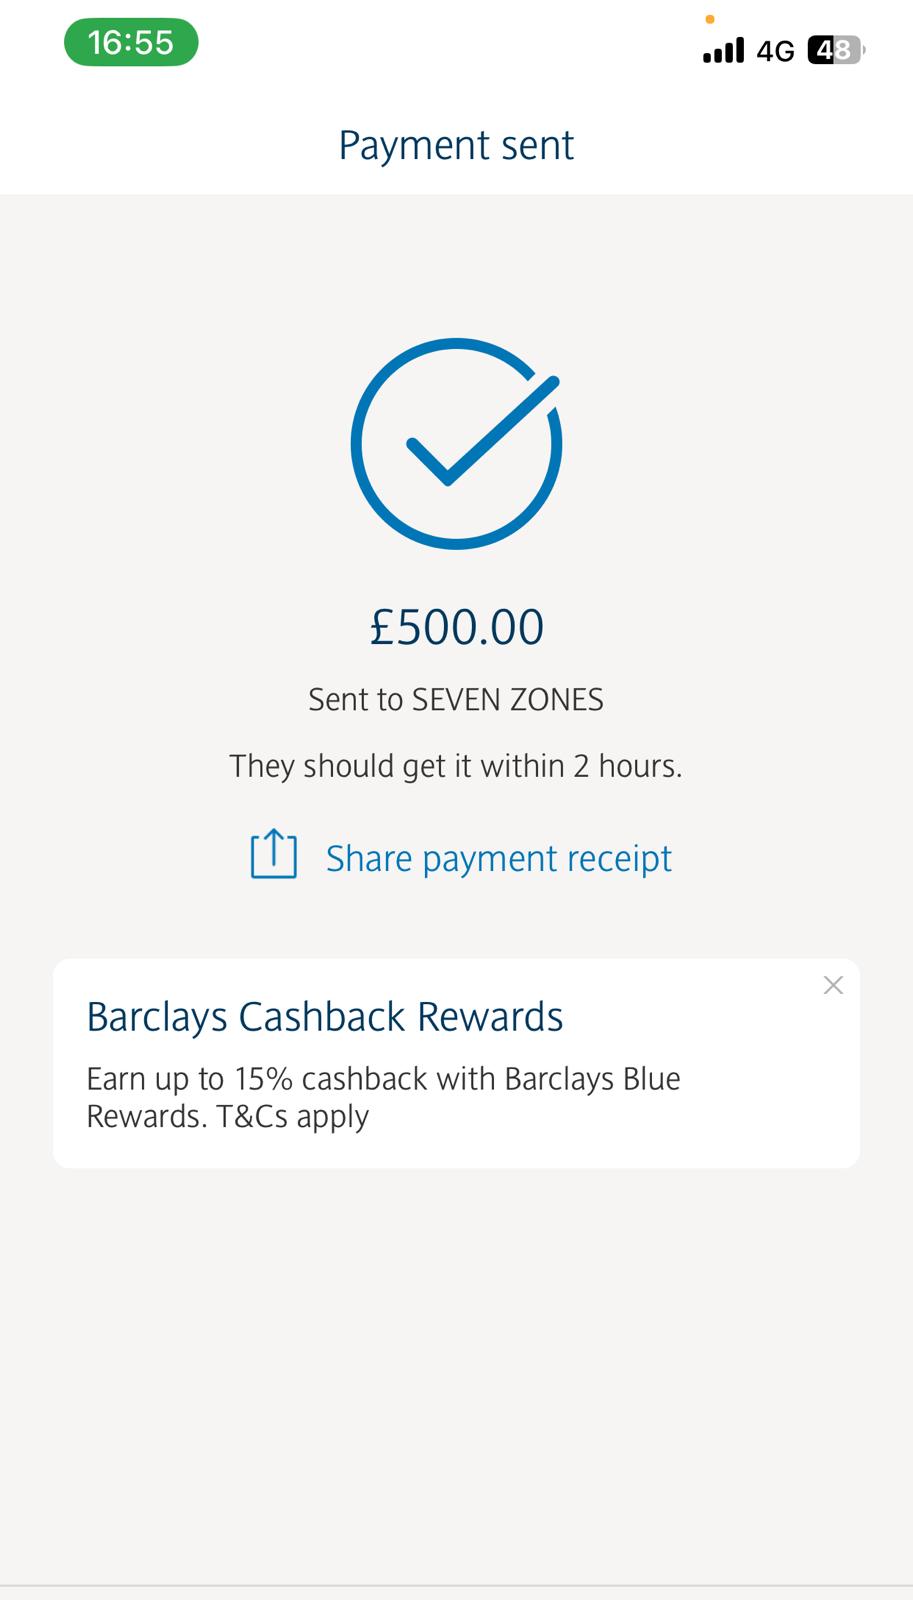 16:55
4G
48
Payment sent
£500.00
Sent to SEVEN ZONES
They should get it within 2 hours.
Share payment receipt
Barclays Cashback Rewards
Earn up to 15% cashback with Barclays Blue
Rewards. T&Cs apply